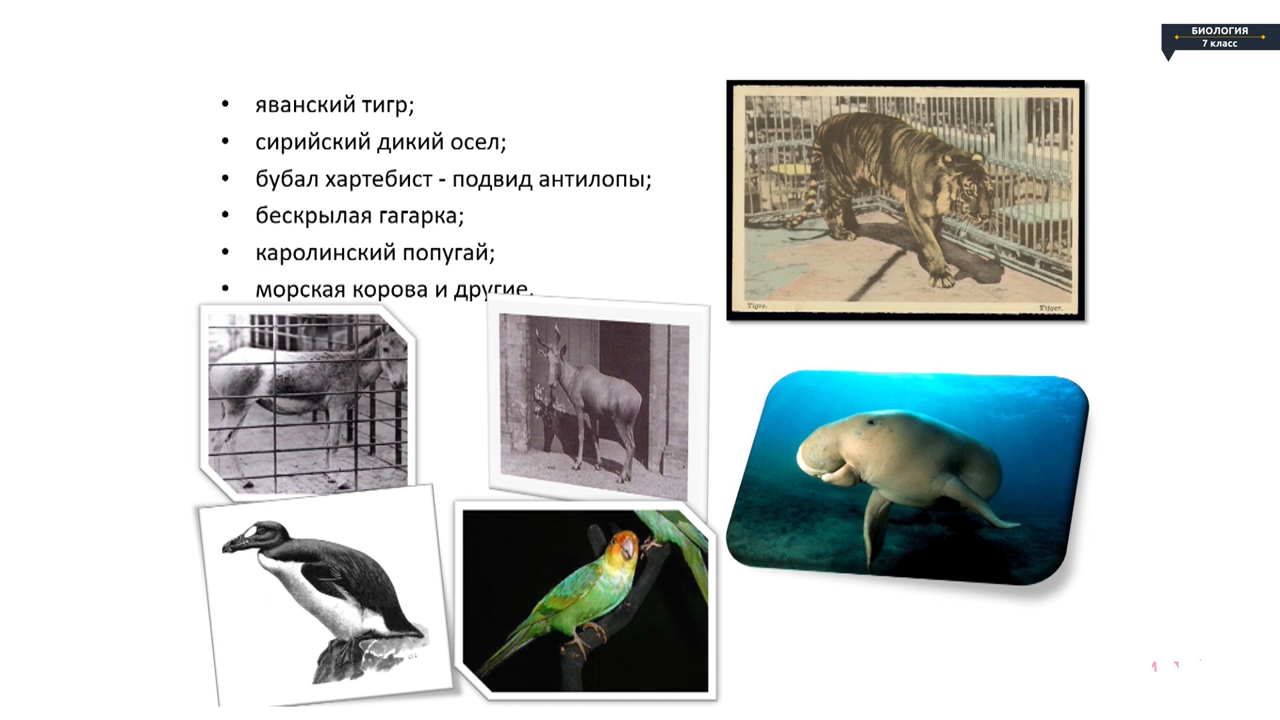 БИОЛОГИЯ
7 класс
• яванский тигр;
• сирийский дикий осел;
• бубал хартебист - подвид антилопы;
• бескрылая гагарка;
• каролинский попугай;
• морская корова и другие.
Tigre. Tijger.